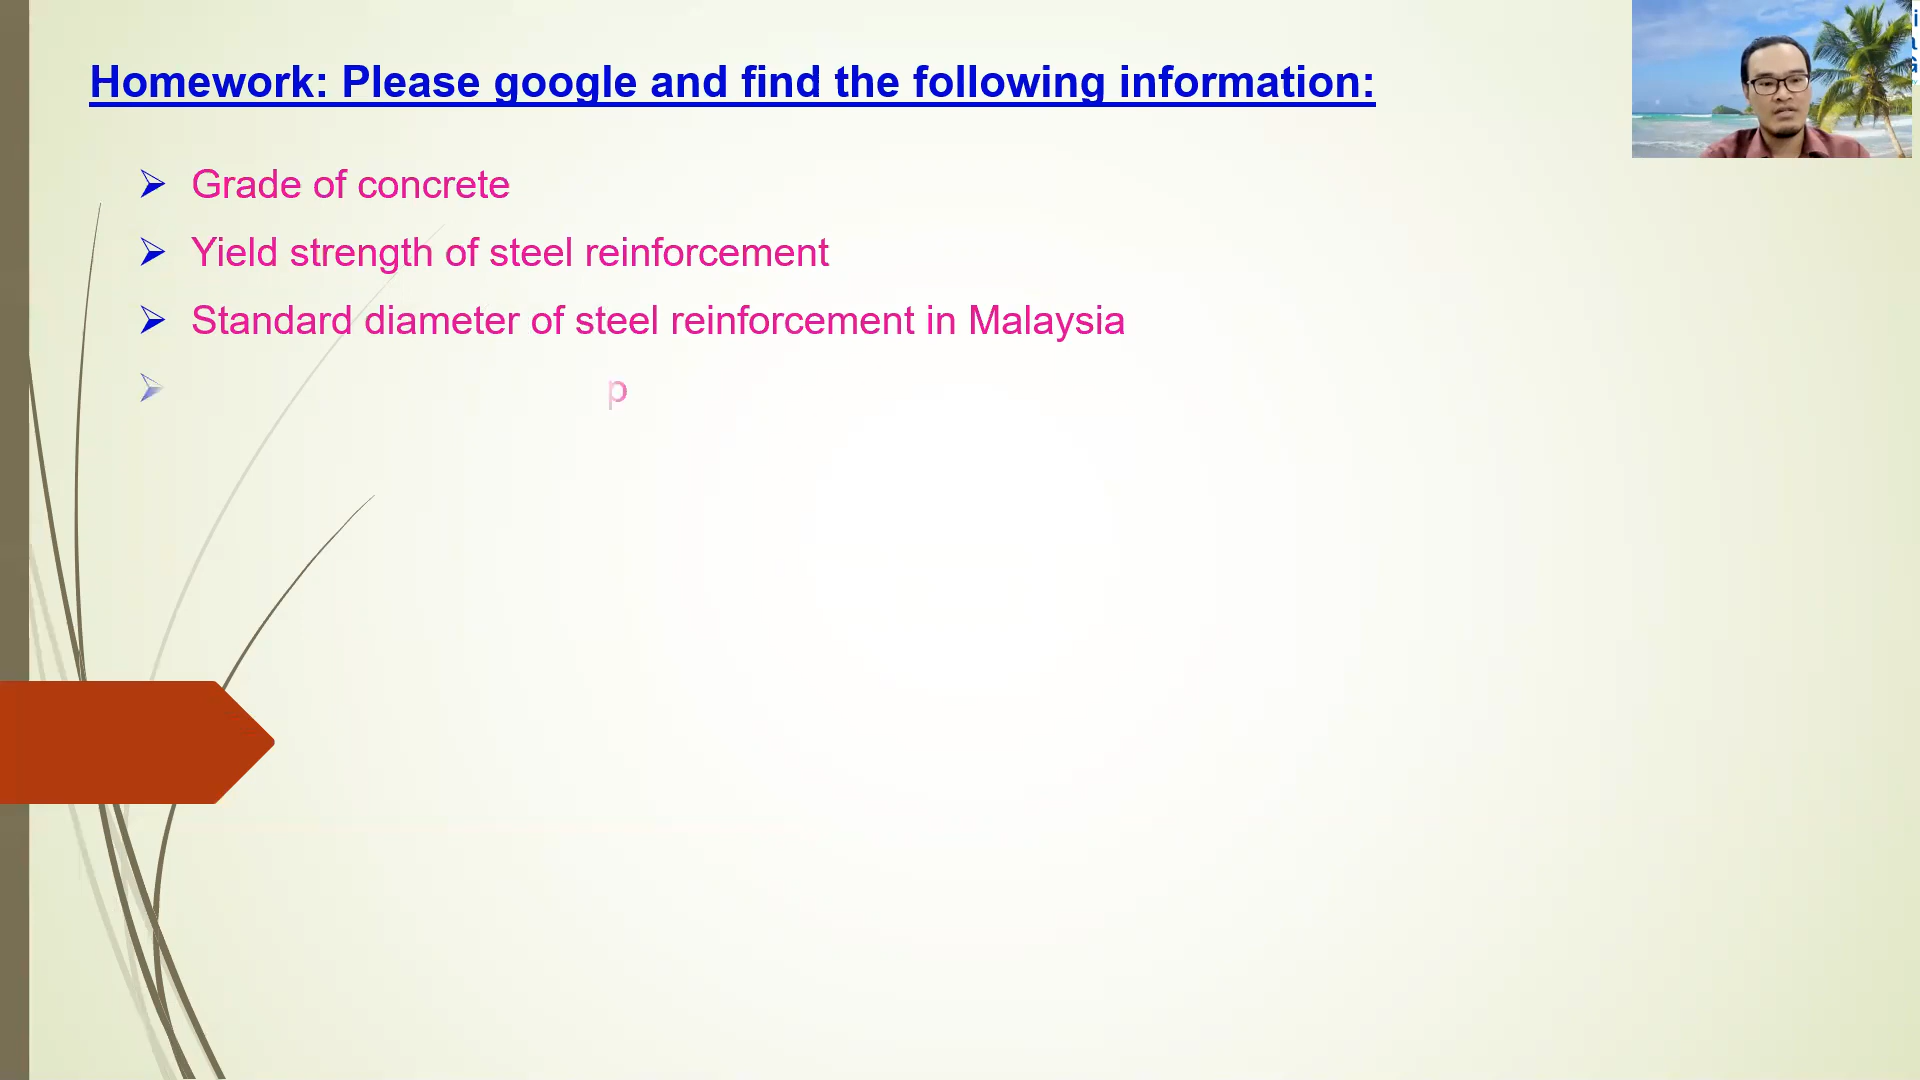 Homework: Please google and find the following information:
Grade of concrete
Yield strength of steel reinforcement
Standard diameter of steel reinforcement in Malaysia
p